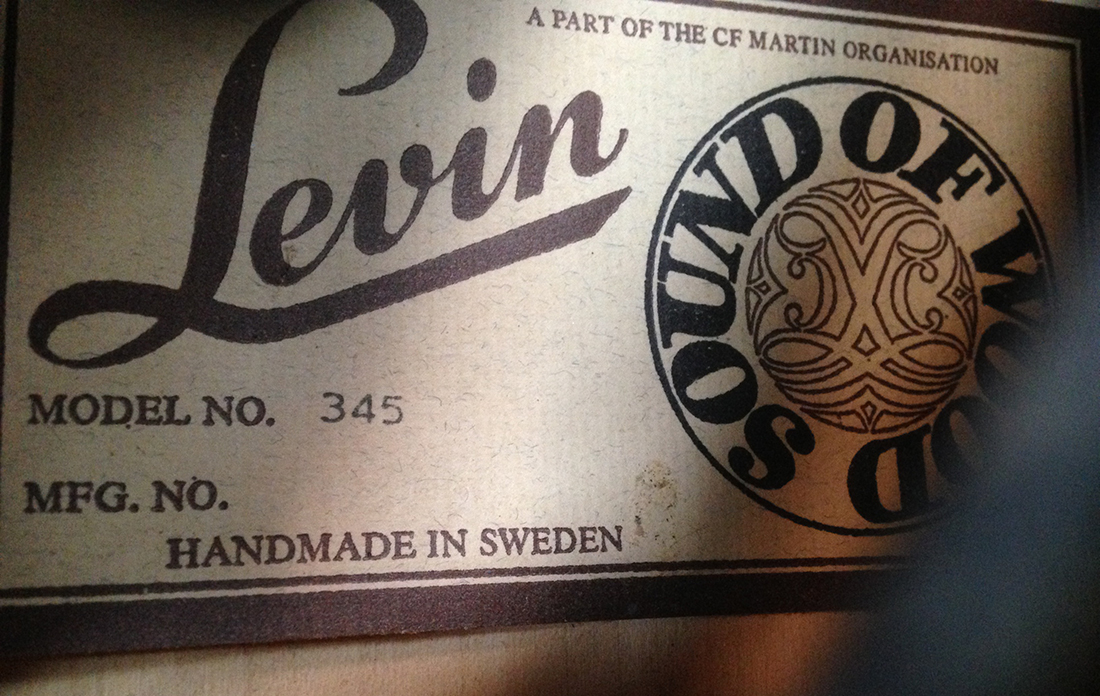 A PART OF THE CF MARTIN ORGANISATION
Levin
SOUND OF WOOD
MODEL NO. 345
MFG. NO.
HANDMADE IN SWEDEN